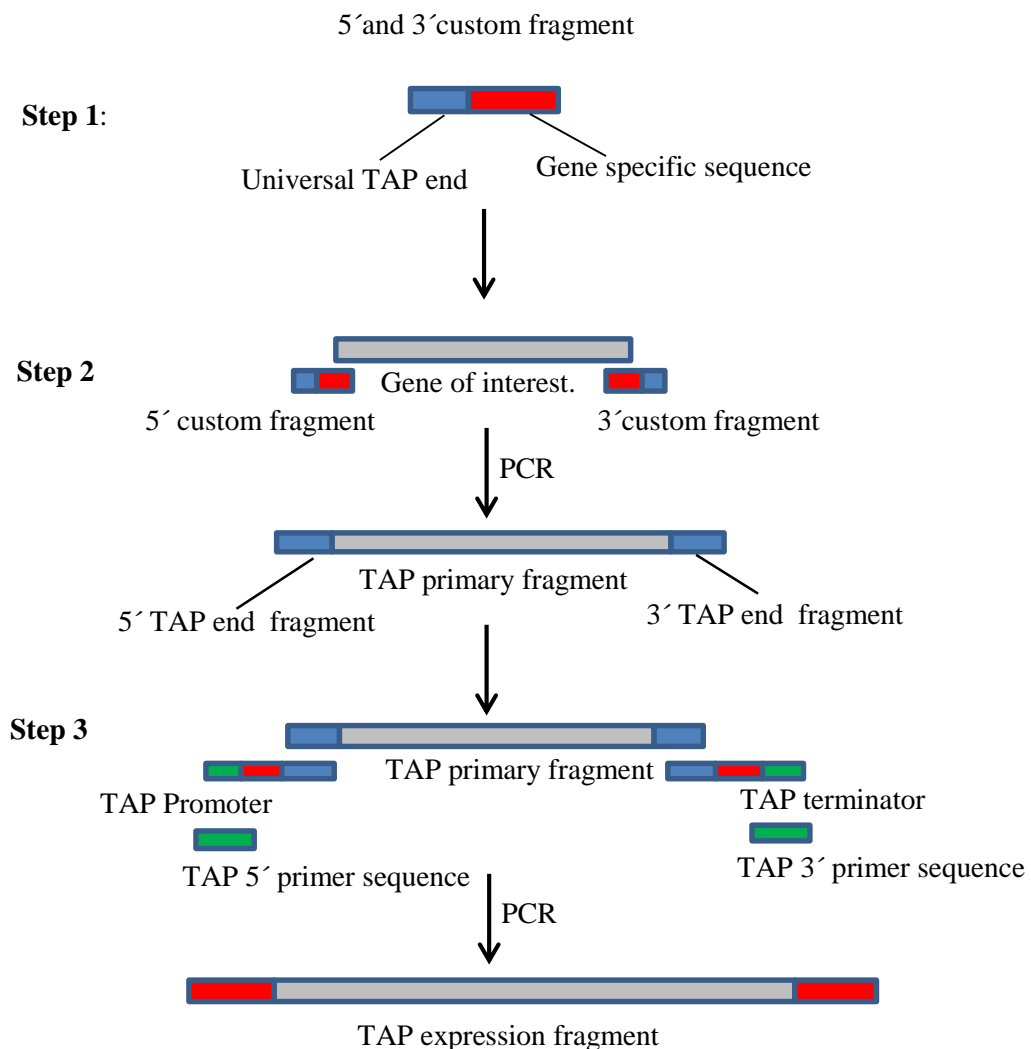 5´and 3´custom fragment
Step 1:
Universal TAP end
Gene specific sequence
Step 2
Gene of interest.
5´ custom fragment
3´custom fragment
PCR
TAP primary fragment
5´ TAP end  fragment
3´ TAP end  fragment
Step 3
TAP primary fragment
TAP Promoter
TAP terminator
TAP 5´ primer sequence
TAP 3´ primer sequence
PCR
TAP expression fragment